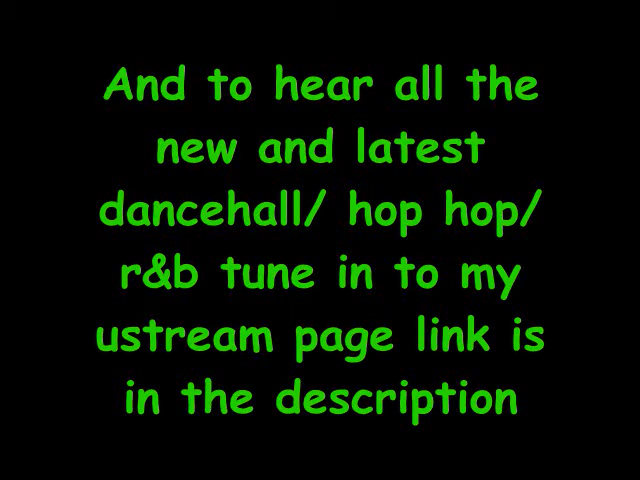 And to hear all the
new and latest
dancehall/ hop hop/
r&b tune in to my
ustream page link is
in the description